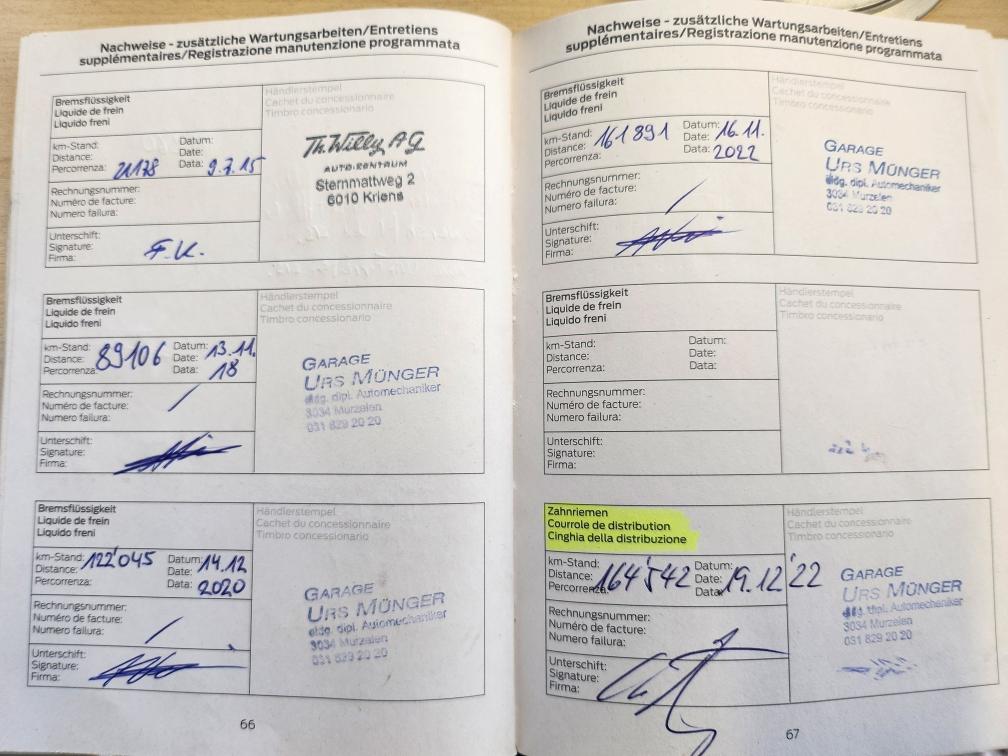 Nachweise - zusätzliche Wartungsarbeiten/Entretiens
supplémentaires/Registrazione manutenzione programmata
Bremsflüssigkeit
Liquide de frein
Liquido freni
Händlerstempel
Cachet du concessionnaire
Timbro concessionario
km-Stand:
Distance:
Percorrenza: 21178
Datum:
Date:
Data: 9.7.15
Th. Willy AG
AUTO-ZENTRUM
Sternmattweg 2
6010 Kriens
Rechnungsnummer:
Numéro de facture:
Numero failura:
Unterschift:
Signature:
Firma:
F.K.
Bremsflüssigkeit
Liquide de frein
Liquido freni
Händlerstempel
Cachet du concessionnaire
Timbro concessionario
km-Stand:
Distance: 89106
Percorrenza:
Datum: 13.11.
Date:
Data: 18
GARAGE
URS MÜNGER
eidg. dipl. Automechaniker
3034 Murzelen
031 829 20 20
Rechnungsnummer: /
Numéro de facture:
Numero failura:
Unterschift:
Signature:
Firma:
Bremsflüssigkeit
Liquide de frein
Liquido freni
Händlerstempel
Cachet du concessionnaire
Timbro concessionario
km-Stand: 122'045
Distance:
Percorrenza:
Datum: 14.12
Date:
Data: 2020
GARAGE
URS MÜNGER
eidg. dipl. Automechaniker
3034 Murzelen
031 829 20 20
Rechnungsnummer:
Numéro de facture: /
Numero failura:
Unterschift:
Signature:
Firma:
66
Nachweise - zusätzliche Wartungsarbeiten/Entretiens
supplémentaires/Registrazione manutenzione programmata
Bremsflüssigkeit
Liquide de frein
Liquido freni
Händlerstempel
Cachet du concessionnaire
Timbro concessionario
km-Stand:
Distance: 161891
Percorrenza:
Datum: 16.11.
Date:
Data: 2022
GARAGE
URS MÜNGER
eidg. dipl. Automechaniker
3034 Murzelen
031 829 20 20
Rechnungsnummer:
Numéro de facture: /
Numero failura:
Unterschift:
Signature:
Firma:
Bremsflüssigkeit
Liquide de frein
Liquido freni
Händlerstempel
Cachet du concessionnaire
Timbro concessionario
km-Stand:
Distance:
Percorrenza:
Datum:
Date:
Data:
Rechnungsnummer:
Numéro de facture:
Numero failura:
Unterschift:
Signature:
Firma:
Zahnriemen
Courrole de distribution
Cinghia della distribuzione
Händlerstempel
Cachet du concessionnaire
Timbro concessionario
km-Stand:
Distance: 164'542
Percorrenza:
Datum:
Date: 19.12'22
Data:
GARAGE
URS MÜNGER
eidg. dipl. Automechaniker
3034 Murzelen
031 829 20 20
Rechnungsnummer:
Numéro de facture:
Numero failura:
Unterschift:
Signature:
Firma:
67